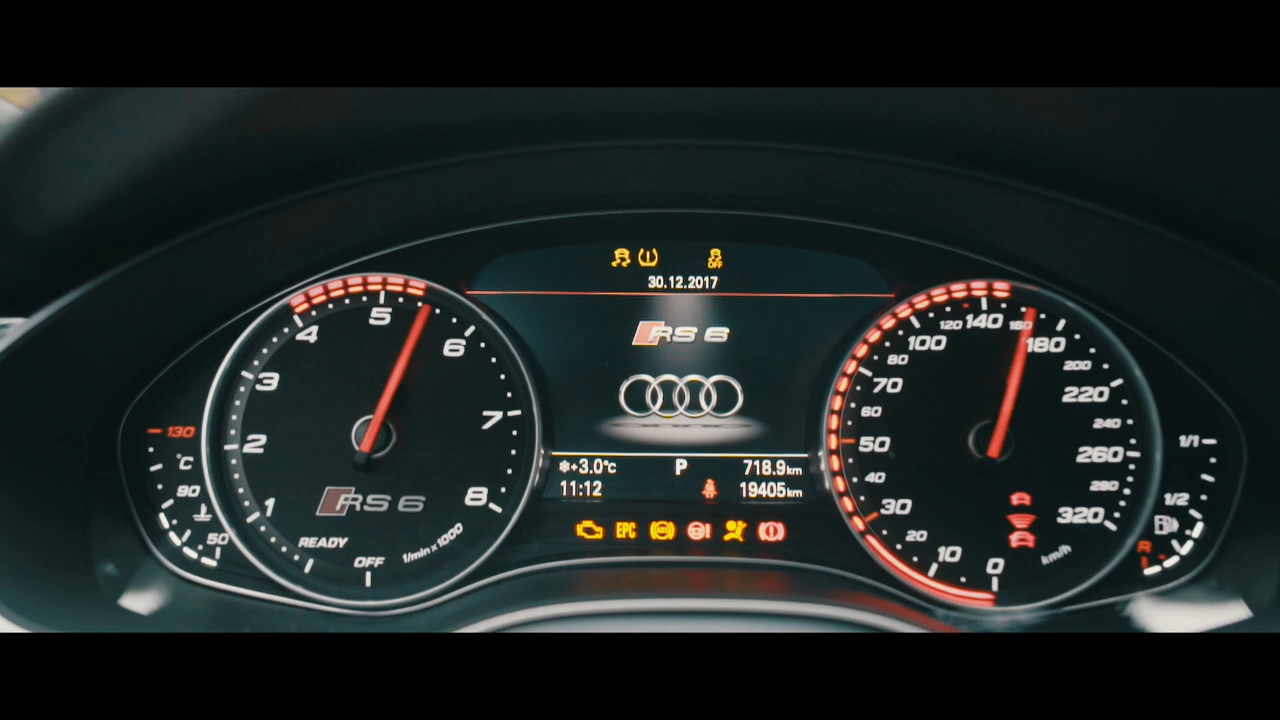 OFF
30.12.2017
RS 6
❄+3.0°C P 718.9km
11:12 19405km
EPC ABS
1
2
3
4
5
6
7
8
RS 6
READY
OFF
1/min x 1000
130
°C
90
50
0
10
20
30
40
50
60
70
80
100
120
140
160
180
200
220
240
260
280
320
km/h
1/1
1/2
R